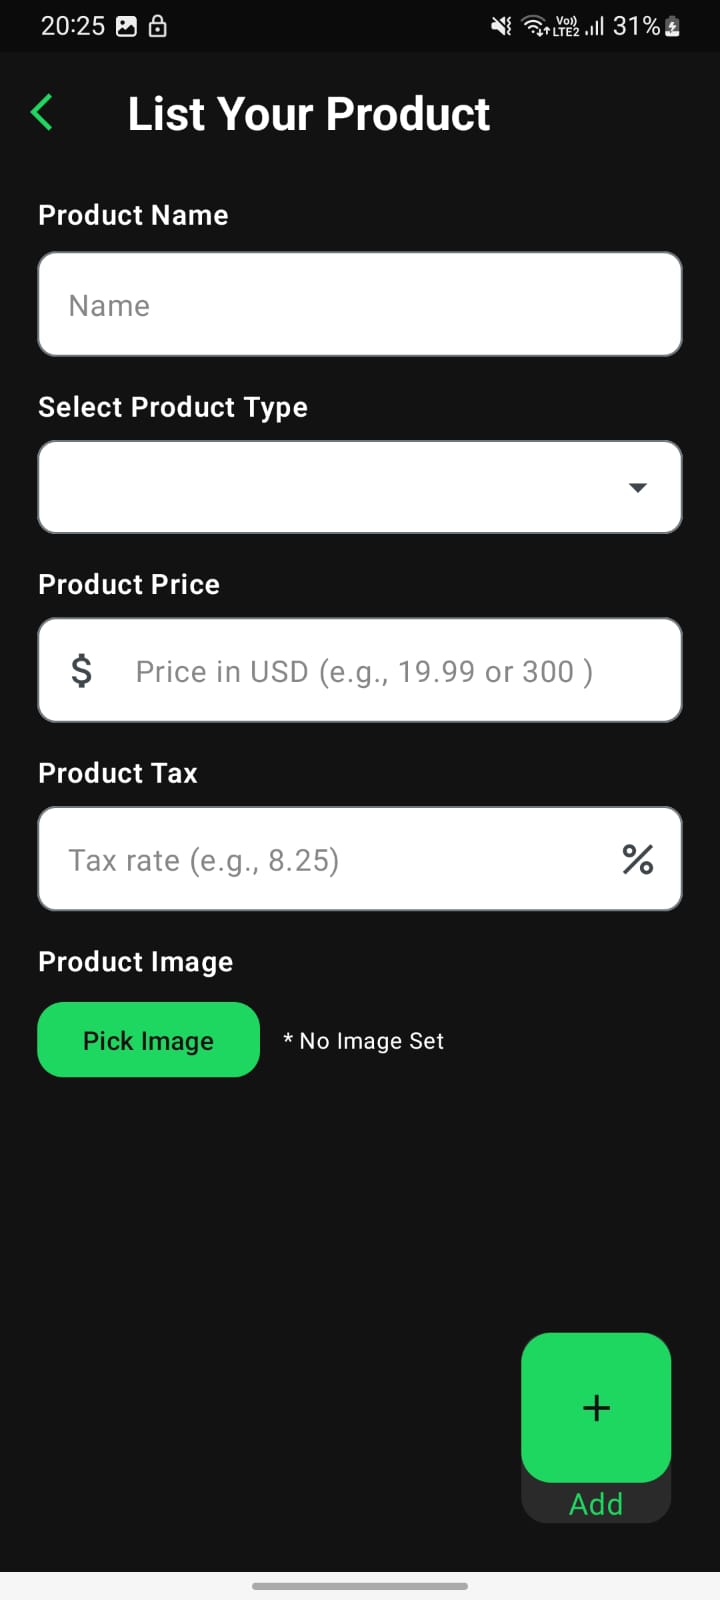 20:25 Vo)) LTE2 31%
List Your Product
Product Name
Name
Select Product Type
Product Price
$ Price in USD (e.g., 19.99 or 300 )
Product Tax
Tax rate (e.g., 8.25) %
Product Image
Pick Image * No Image Set
+
Add